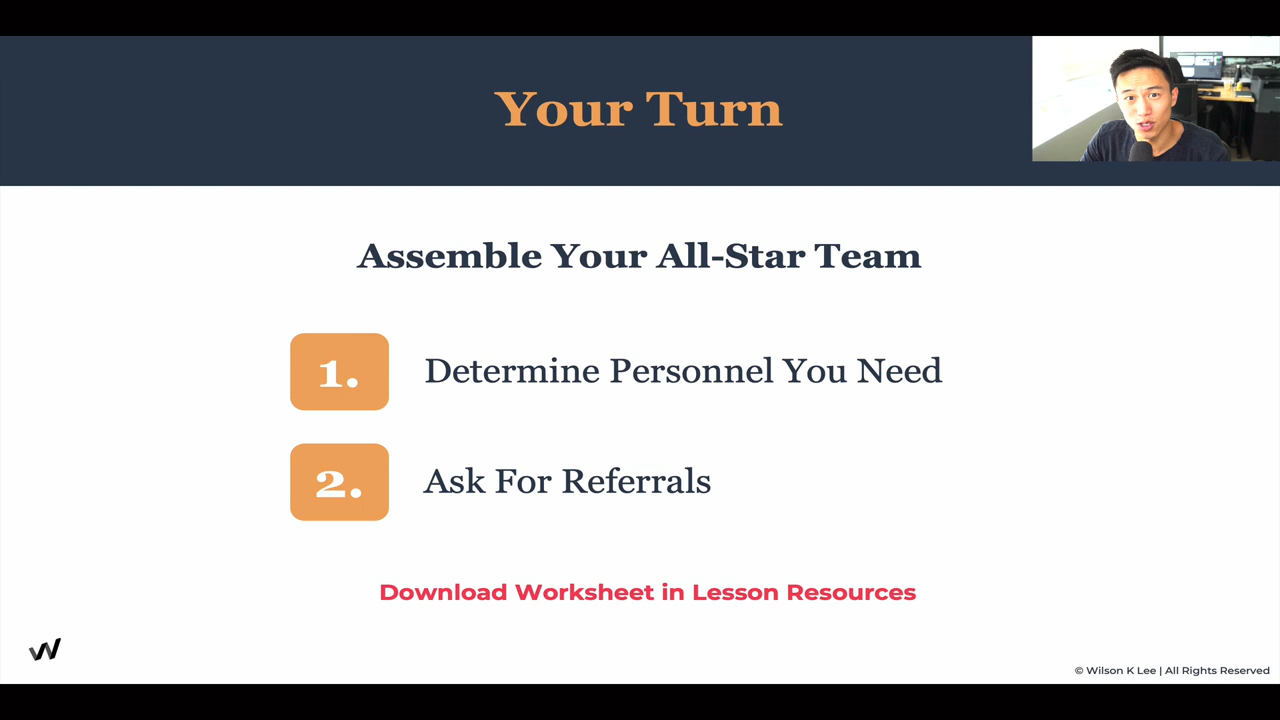 Your Turn
Assemble Your All-Star Team
1. Determine Personnel You Need
2. Ask For Referrals
Download Worksheet in Lesson Resources
© Wilson K Lee | All Rights Reserved